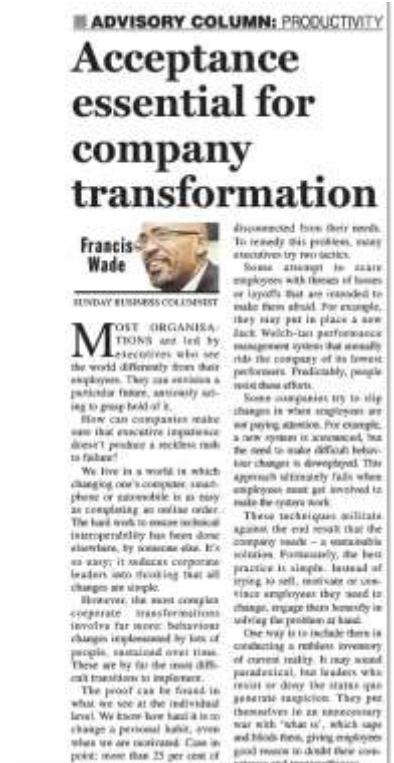 ADVISORY COLUMN: PRODUCTIVITY
Acceptance
essential for
company
transformation
Francis
Wade
SUNDAY BUSINESS COLUMNIST
MOST ORGANISA-
TIONS are led by
executives who see
the world differently from their
employees. They can envision a
particular future, anxiously act-
ing to grasp hold of it.
How can companies make
sure that executive impatience
doesn't produce a reckless rush
to failure?
We live in a world in which
changing one's computer, smart-
phone or automobile is as easy
as completing an online order.
The hard work to ensure technical
interoperability has been done
elsewhere, by someone else. It's
so easy; it seduces corporate
leaders into thinking that all
changes are simple.
However, the most complex
corporate transformations
involve far more: behaviour
changes implemented by lots of
people, sustained over time.
These are by far the most diffi-
cult transitions to implement.
The proof can be found in
what we see at the individual
level. We know how hard it is to
change a personal habit, even
when we are motivated. Case in
point: more than 25 per cent of
disconnected from their needs.
To remedy this problem, many
executives try two tactics.
Some attempt to scare
employees with threats of losses
or layoffs that are intended to
make them afraid. For example,
they may put in place a new
Jack Welch-ian performance
management system that annually
rids the company of its lowest
performers. Predictably, people
resist these efforts.
Some companies try to slip
changes in when employees are
not paying attention. For example,
a new system is announced, but
the need to make difficult behav-
iour changes is downplayed. This
approach ultimately fails when
employees must get involved to
make the system work.
These techniques militate
against the end result that the
company needs – a sustainable
solution. Fortunately, the best
practice is simple. Instead of
trying to sell, motivate or con-
vince employees they need to
change, engage them honestly in
solving the problem at hand.
One way is to include them in
conducting a ruthless inventory
of current reality. It may sound
paradoxical, but leaders who
resist or deny the status quo
generate suspicion. They put
themselves in an unnecessary
war with 'what is', which saps
and blinds them, giving employees
good reason to doubt their com-